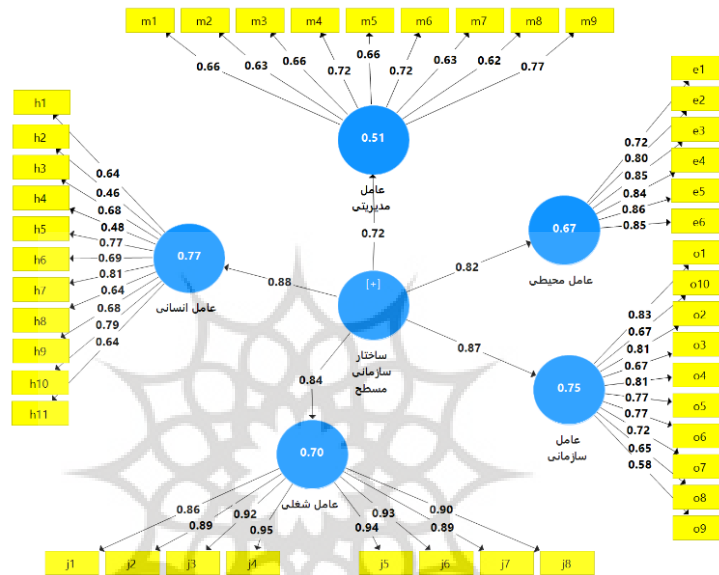 m1 m2 m3 m4 m5 m6 m7 m8 m9
0.66 0.63 0.66 0.72 0.66 0.72 0.63 0.62 0.77
0.51
عامل
مدیریتی
0.72
h1
h2
h3
h4
h5
h6
h7
h8
h9
h10
h11
0.64
0.46
0.68
0.48
0.77
0.69
0.81
0.64
0.68
0.79
0.64
0.77
عامل انسانی
0.88
[+]
ساختار
سازمانی
مسطح
e1
e2
e3
e4
e5
e6
0.72
0.80
0.85
0.84
0.86
0.85
0.67
عامل محیطی
0.82
o1
o10
o2
o3
o4
o5
o6
o7
o8
o9
0.83
0.67
0.81
0.67
0.81
0.77
0.77
0.72
0.65
0.58
0.75
عامل
سازمانی
0.87
0.84
0.70
عامل شغلی
0.86 0.89 0.92 0.95 0.94 0.93 0.89 0.90
j1 j2 j3 j4 j5 j6 j7 j8